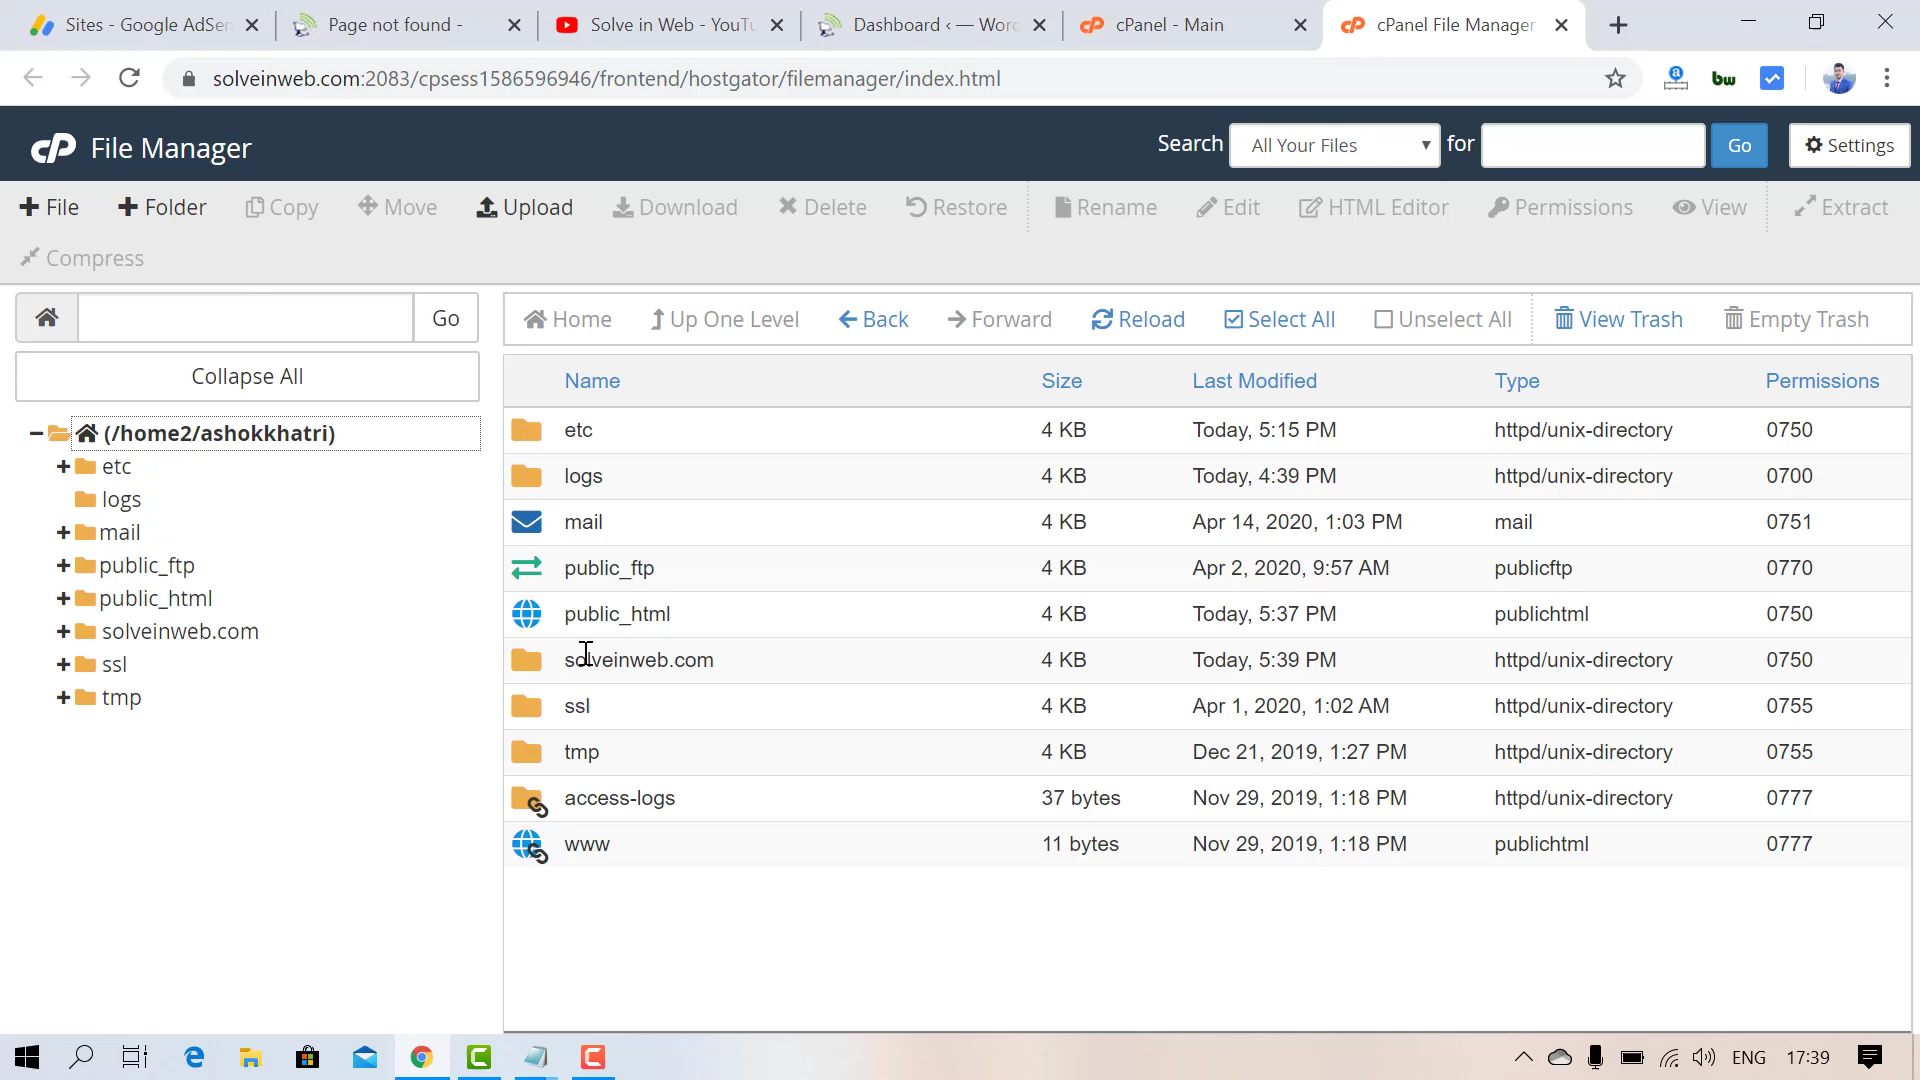 Sites - Google AdSen
Page not found -
Solve in Web - YouTu
Dashboard ‹ — Word
cPanel - Main
cPanel File Manager
solveinweb.com:2083/cpsess1586596946/frontend/hostgator/filemanager/index.html
a
bw
cP File Manager
Search All Your Files for Go Settings
File Folder Copy Move Upload Download Delete Restore Rename Edit HTML Editor Permissions View Extract
Compress
Go
Home Up One Level Back Forward Reload Select All Unselect All View Trash Empty Trash
Collapse All
(/home2/ashokkhatri)
etc
logs
mail
public_ftp
public_html
solveinweb.com
ssl
tmp
Name Size Last Modified Type Permissions
etc 4 KB Today, 5:15 PM httpd/unix-directory 0750
logs 4 KB Today, 4:39 PM httpd/unix-directory 0700
mail 4 KB Apr 14, 2020, 1:03 PM mail 0751
public_ftp 4 KB Apr 2, 2020, 9:57 AM publicftp 0770
public_html 4 KB Today, 5:37 PM publichtml 0750
solveinweb.com 4 KB Today, 5:39 PM httpd/unix-directory 0750
ssl 4 KB Apr 1, 2020, 1:02 AM httpd/unix-directory 0755
tmp 4 KB Dec 21, 2019, 1:27 PM httpd/unix-directory 0755
access-logs 37 bytes Nov 29, 2019, 1:18 PM httpd/unix-directory 0777
www 11 bytes Nov 29, 2019, 1:18 PM publichtml 0777
ENG 17:39